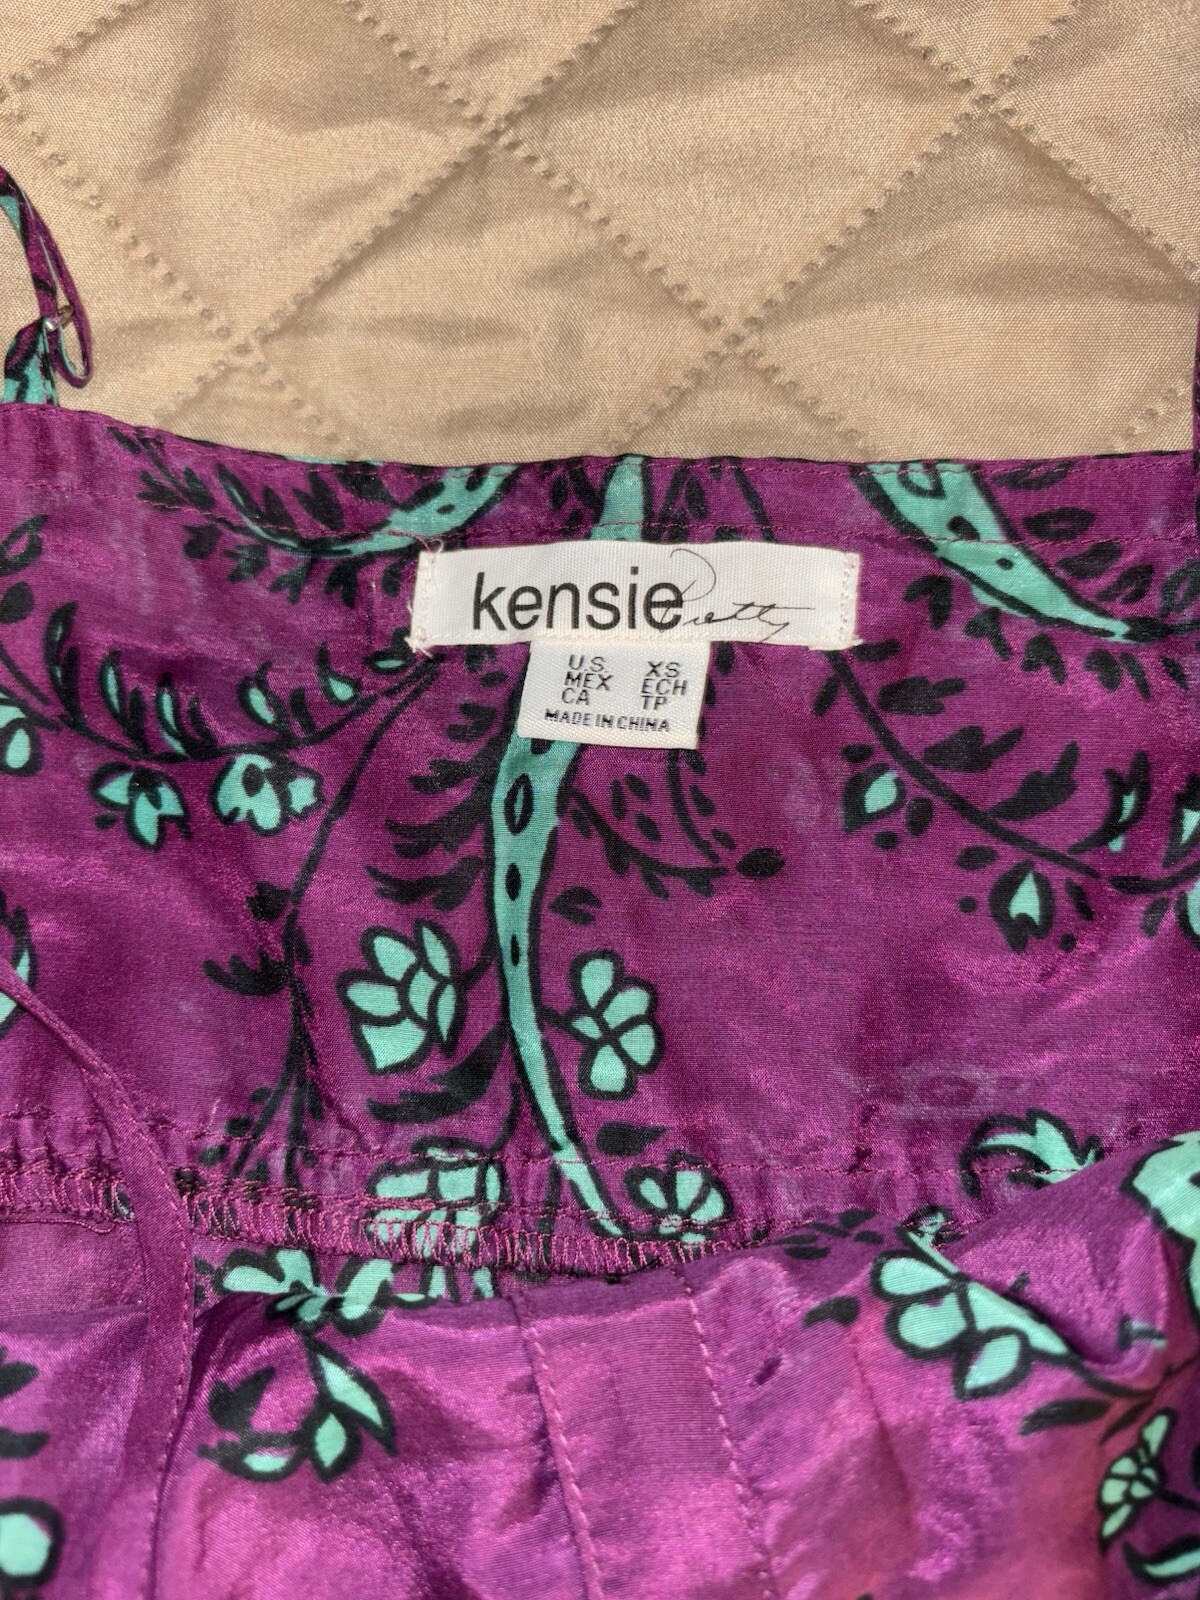 kensie Pretty
U.S. XS
MEX ECH
CA TP
MADE IN CHINA